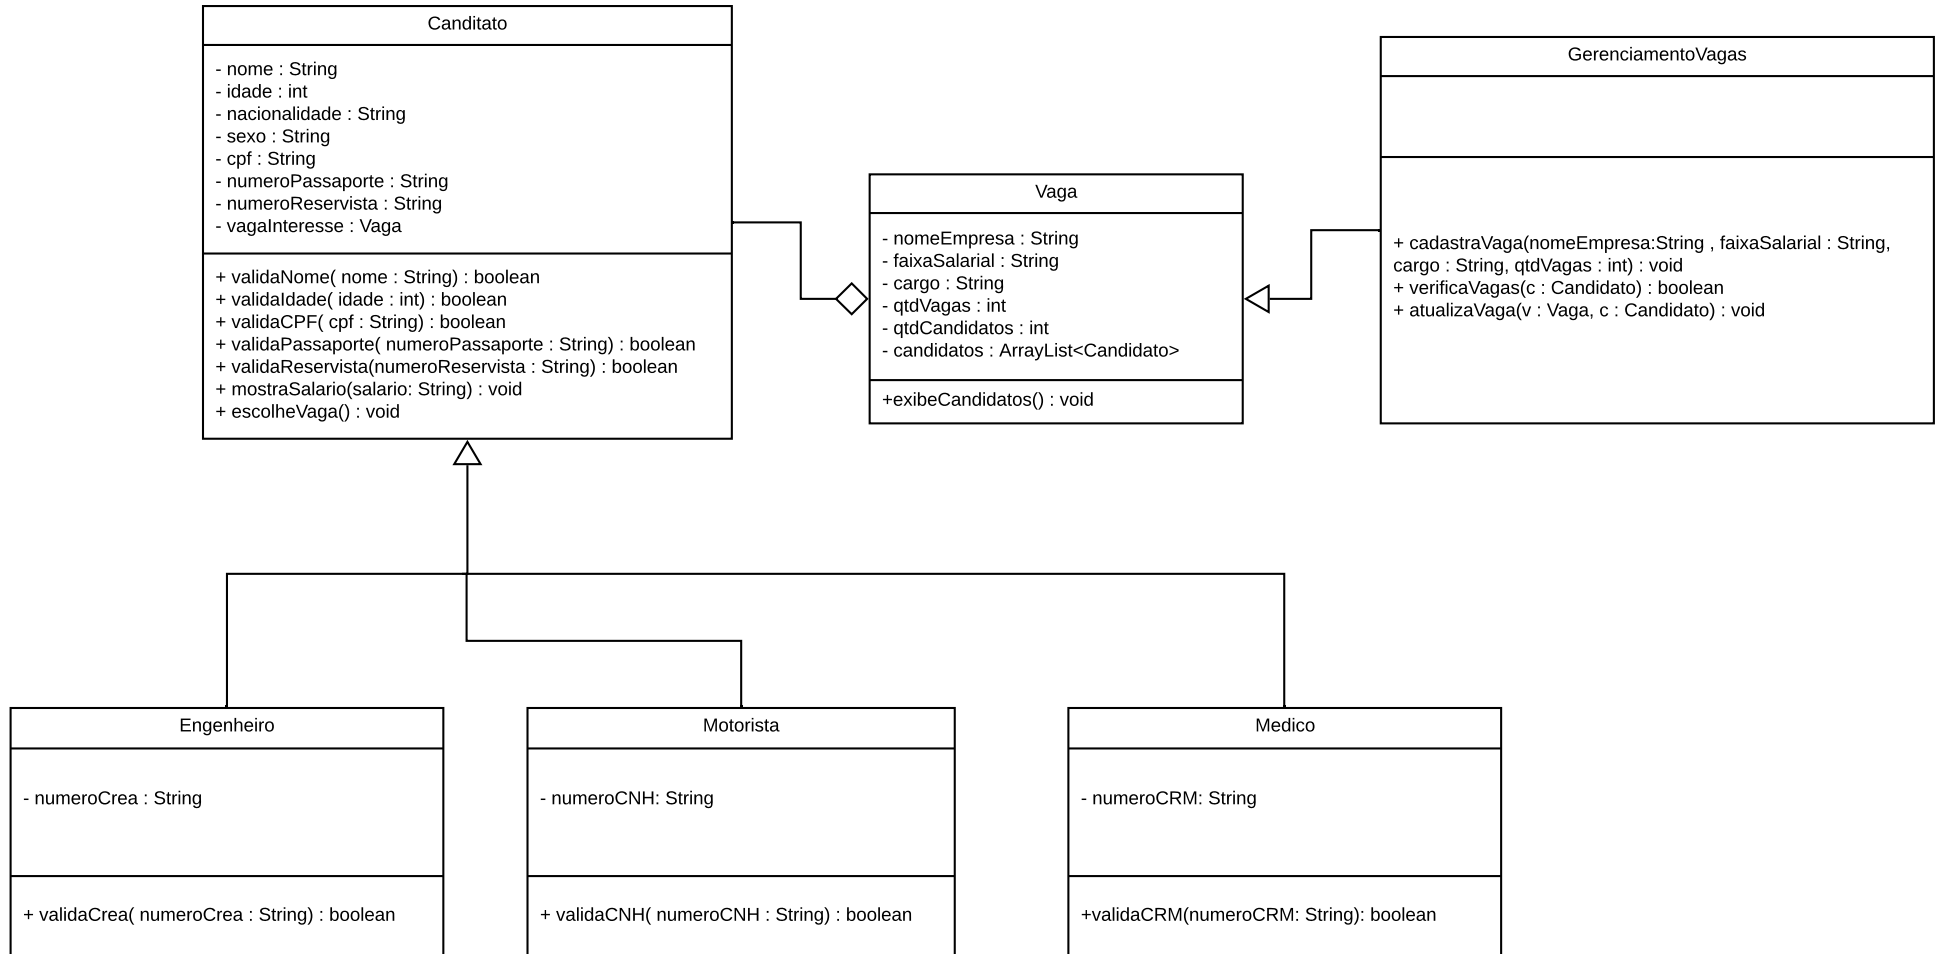 Canditato
- nome : String
- idade : int
- nacionalidade : String
- sexo : String
- cpf : String
- numeroPassaporte : String
- numeroReservista : String
- vagaInteresse : Vaga
+ validaNome( nome : String) : boolean
+ validaIdade( idade : int) : boolean
+ validaCPF( cpf : String) : boolean
+ validaPassaporte( numeroPassaporte : String) : boolean
+ validaReservista(numeroReservista : String) : boolean
+ mostraSalario(salario: String) : void
+ escolheVaga() : void
Vaga
- nomeEmpresa : String
- faixaSalarial : String
- cargo : String
- qtdVagas : int
- qtdCandidatos : int
- candidatos : ArrayList<Candidato>
+exibeCandidatos() : void
GerenciamentoVagas
+ cadastraVaga(nomeEmpresa:String , faixaSalarial : String,
cargo : String, qtdVagas : int) : void
+ verificaVagas(c : Candidato) : boolean
+ atualizaVaga(v : Vaga, c : Candidato) : void
Engenheiro
- numeroCrea : String
+ validaCrea( numeroCrea : String) : boolean
Motorista
- numeroCNH: String
+ validaCNH( numeroCNH : String) : boolean
Medico
- numeroCRM: String
+validaCRM(numeroCRM: String): boolean